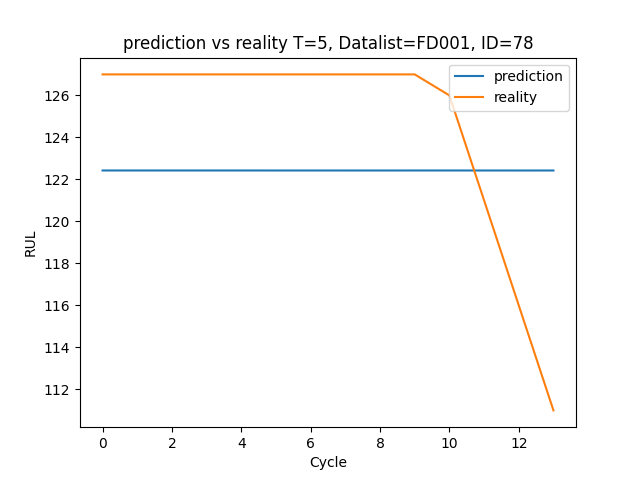 prediction vs reality T=5, Datalist=FD001, ID=78
prediction
reality
126
124
122
120
118
116
114
112
RUL
0 2 4 6 8 10 12
Cycle